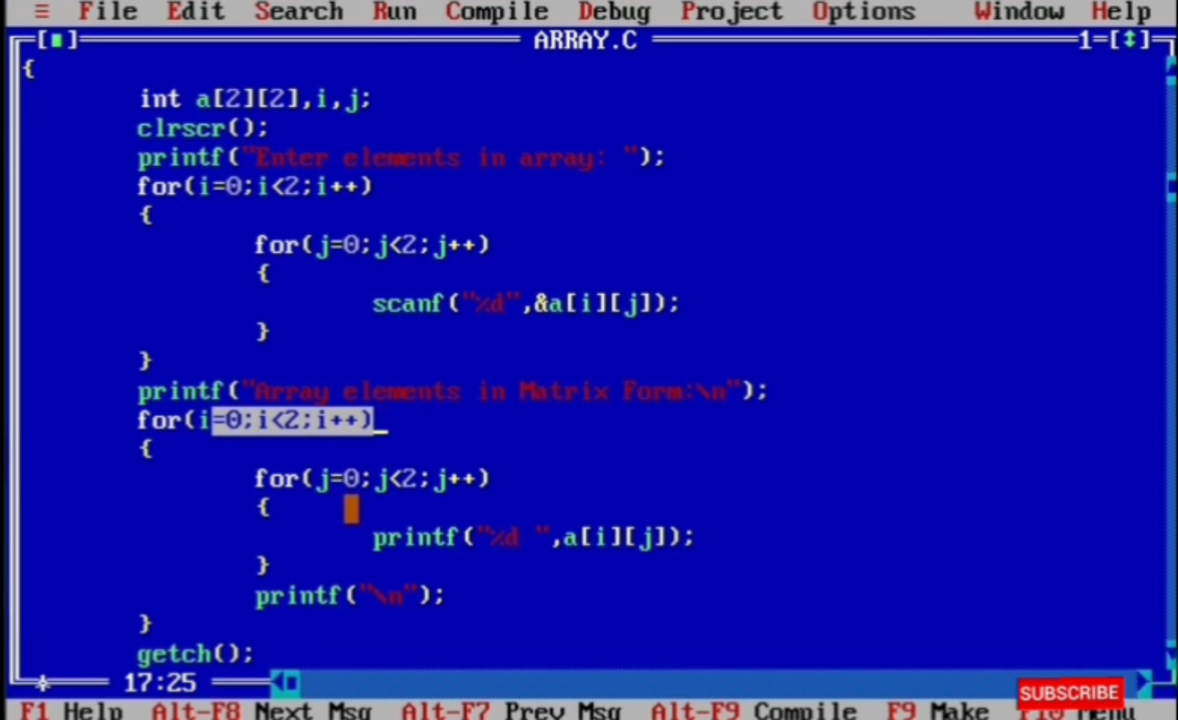 ≡ File Edit Search Run Compile Debug Project Options Window Help
ARRAY.C 1=[↕]
{
int a[2][2],i,j;
clrscr();
printf("Enter elements in array: ");
for(i=0;i<2;i++)
{
for(j=0;j<2;j++)
{
scanf("%d",&a[i][j]);
}
}
printf("Array elements in Matrix Form:\n");
for(i=0;i<2;i++)
{
for(j=0;j<2;j++)
{
printf("%d ",a[i][j]);
}
printf("\n");
}
getch();
17:25
SUBSCRIBE
F1 Help Alt-F8 Next Msg Alt-F7 Prev Msg Alt-F9 Compile F9 Make F10 Menu